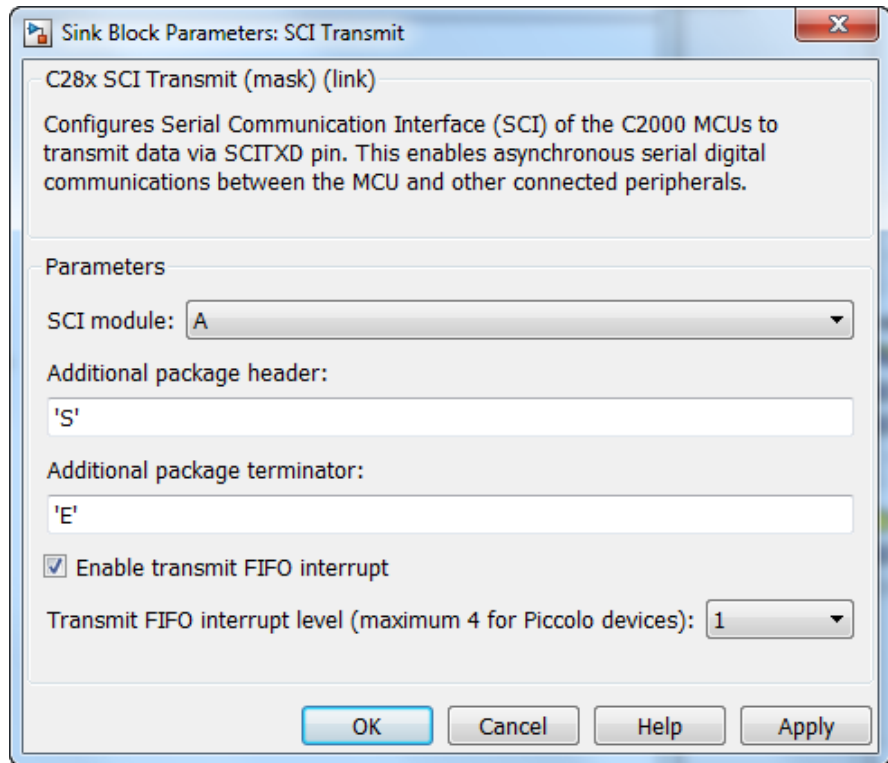 Sink Block Parameters: SCI Transmit
C28x SCI Transmit (mask) (link)
Configures Serial Communication Interface (SCI) of the C2000 MCUs to
transmit data via SCITXD pin. This enables asynchronous serial digital
communications between the MCU and other connected peripherals.
Parameters
SCI module: A
Additional package header:
'S'
Additional package terminator:
'E'
Enable transmit FIFO interrupt
Transmit FIFO interrupt level (maximum 4 for Piccolo devices): 1
OK Cancel Help Apply